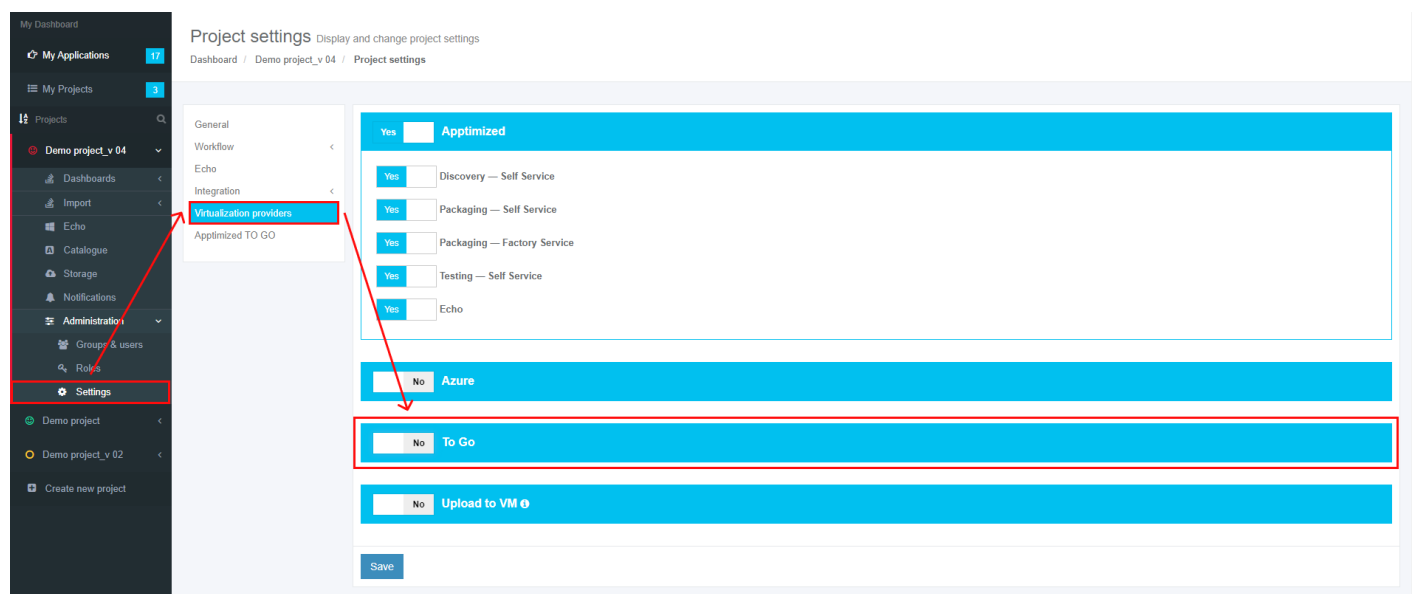 My Dashboard
My Applications 17
My Projects 3
Projects
Demo project_v 04
Dashboards
Import
Echo
Catalogue
Storage
Notifications
Administration
Groups & users
Roles
Settings
Demo project
Demo project_v 02
Create new project
Project settings Display and change project settings
Dashboard / Demo project_v 04 / Project settings
General
Workflow
Echo
Integration
Virtualization providers
Apptimized TO GO
Yes Apptimized
Yes Discovery — Self Service
Yes Packaging — Self Service
Yes Packaging — Factory Service
Yes Testing — Self Service
Yes Echo
No Azure
No To Go
No Upload to VM
Save